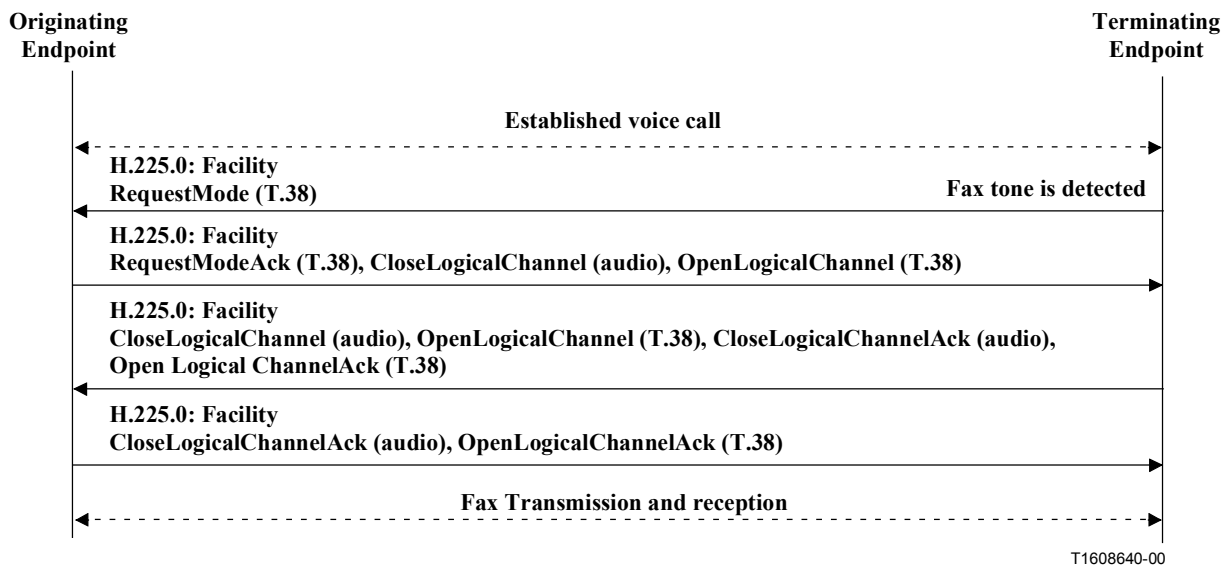 Originating
Endpoint
Terminating
Endpoint
Established voice call
H.225.0: Facility
RequestMode (T.38)
Fax tone is detected
H.225.0: Facility
RequestModeAck (T.38), CloseLogicalChannel (audio), OpenLogicalChannel (T.38)
H.225.0: Facility
CloseLogicalChannel (audio), OpenLogicalChannel (T.38), CloseLogicalChannelAck (audio),
Open Logical ChannelAck (T.38)
H.225.0: Facility
CloseLogicalChannelAck (audio), OpenLogicalChannelAck (T.38)
Fax Transmission and reception
T1608640-00